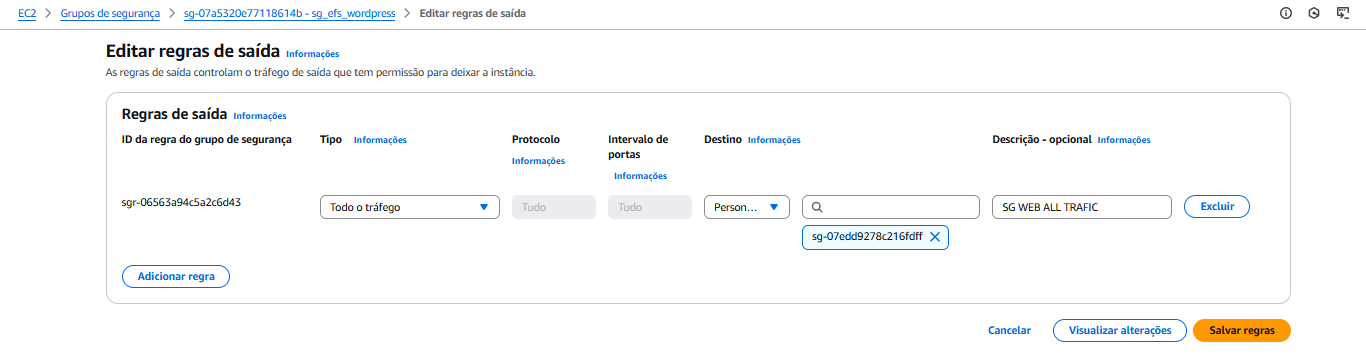 EC2 > Grupos de segurança > sg-07a5320e77118614b - sg_efs_wordpress > Editar regras de saída
Editar regras de saída Informações
As regras de saída controlam o tráfego de saída que tem permissão para deixar a instância.
Regras de saída Informações
ID da regra do grupo de segurança Tipo Informações Protocolo Informações Intervalo de portas Informações Destino Informações Descrição - opcional Informações
sgr-06563a94c5a2c6d43 Todo o tráfego Tudo Tudo Person... SG WEB ALL TRAFIC Excluir
sg-07edd9278c216fdff
Adicionar regra
Cancelar Visualizar alterações Salvar regras